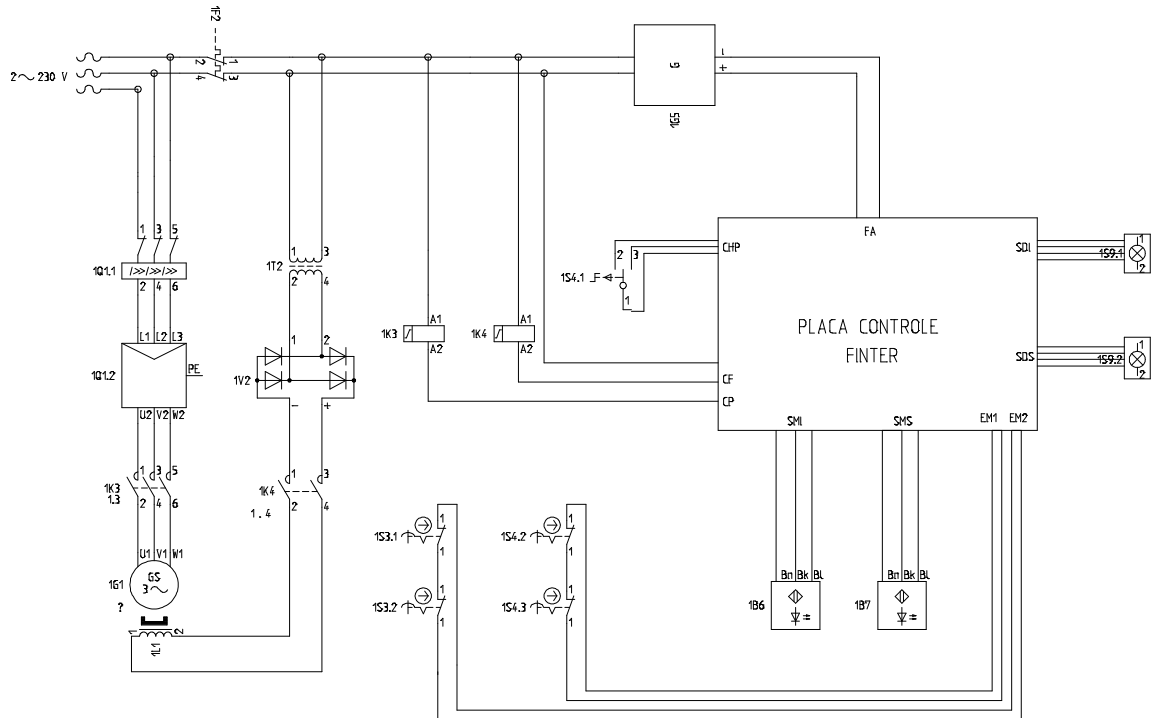 1F2
2 1
4 3
2~ 230 V
G
1G5
-
+
1 3 5
1Q1.1
I>>I>>I>>
2 4 6
L1 L2 L3
1Q1.2
PE
U2 V2 W2
1 3 5
1K3
1.3
2 4 6
U1 V1 W1
1G1
GS
3~
?
1 2
1L1
1 3
1T2
2 4
1 2
1V2
- +
1 3
1K4
1.4
2 4
A1
1K3
A2
A1
1K4
A2
2 3
1S4.1
1
FA
CHP
SDI
SDS
PLACA CONTROLE
FINTER
CF
CP
SMI SMS EM1 EM2
1
1S9.1
2
1
1S9.2
2
1
1S3.1
1
1
1S4.2
1
1
1S3.2
1
1
1S4.3
1
Bn Bk Bl
1B6
Bn Bk Bl
1B7